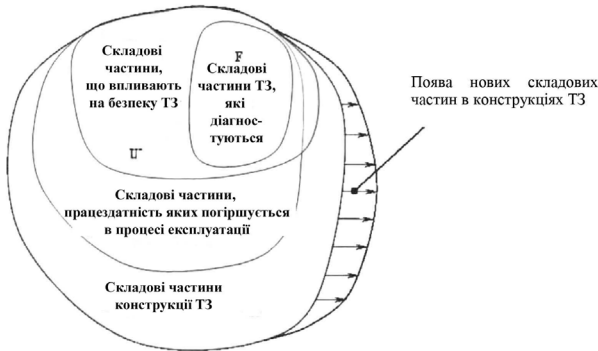 Складові
частини,
що впливають
на безпеку ТЗ
F
Складові
частини ТЗ,
які
діагнос-
туються
U
Складові частини,
працездатність яких погіршується
в процесі експлуатації
Складові частини
конструкції ТЗ
Поява нових складових
частин в конструкціях ТЗ